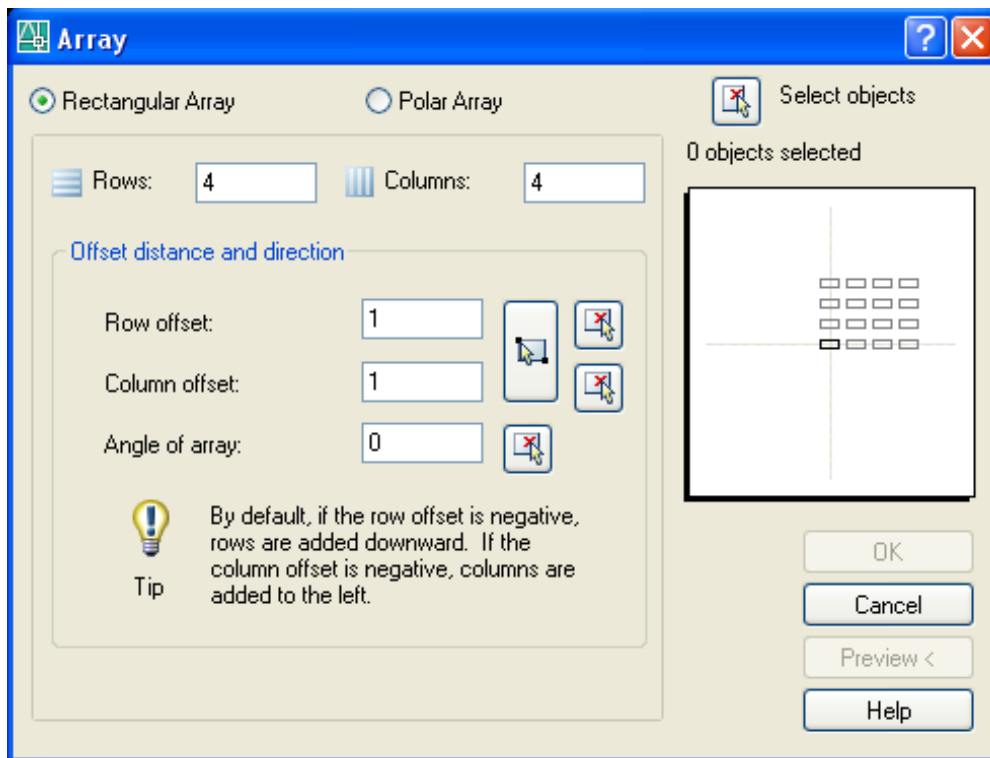 Array
Rectangular Array
Polar Array
Select objects
0 objects selected
Rows:
4
Columns:
4
Offset distance and direction
Row offset:
1
Column offset:
1
Angle of array:
0
Tip
By default, if the row offset is negative,
rows are added downward. If the
column offset is negative, columns are
added to the left.
OK
Cancel
Preview <
Help